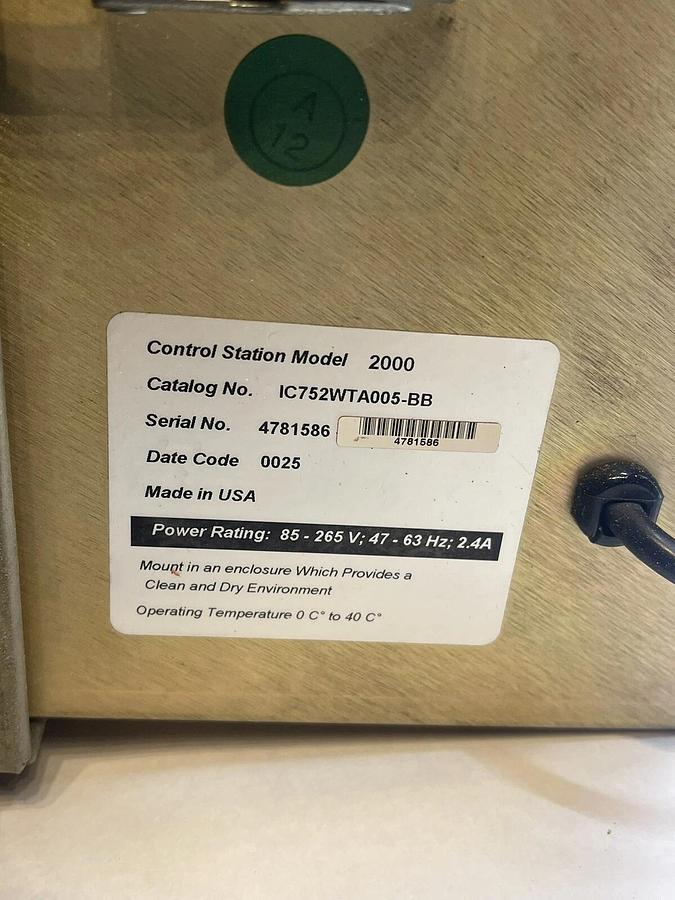 A
12
Control Station Model 2000
Catalog No. IC752WTA005-BB
Serial No. 4781586
4781586
Date Code 0025
Made in USA
Power Rating: 85 - 265 V; 47 - 63 Hz; 2.4A
Mount in an enclosure Which Provides a
Clean and Dry Environment
Operating Temperature 0 C° to 40 C°